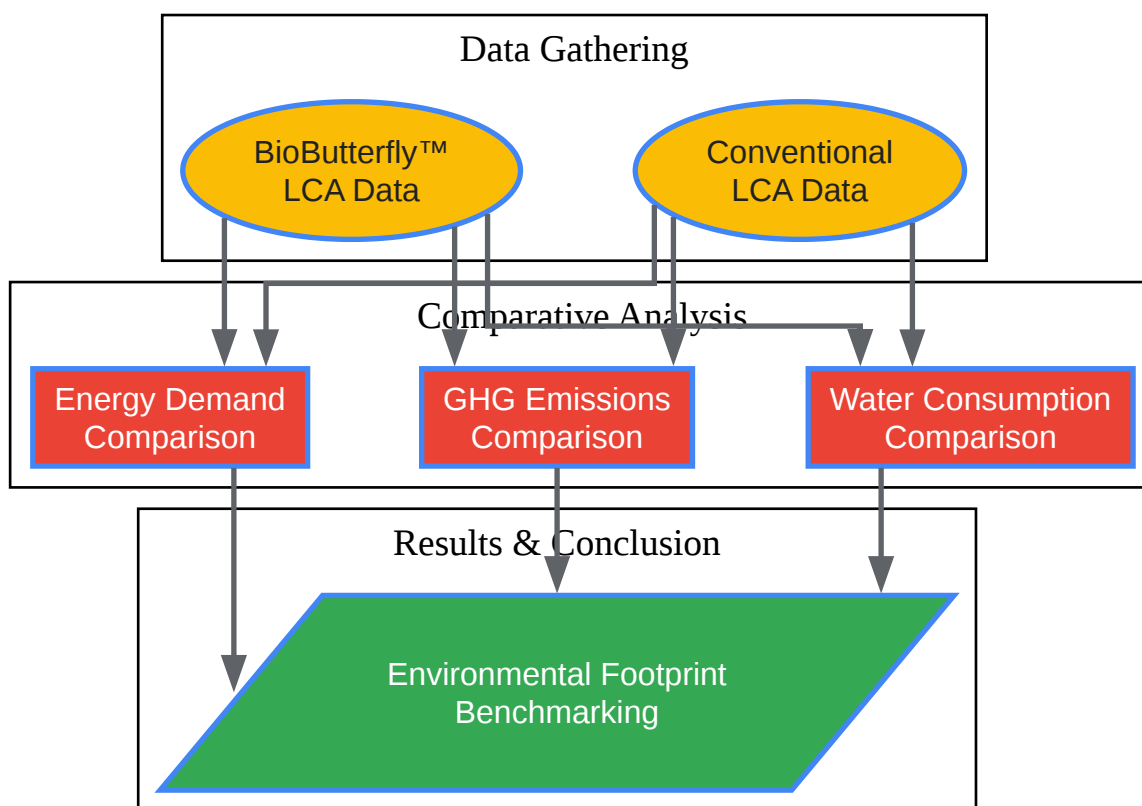 Data Gathering
BioButterfly™
LCA Data
Conventional
LCA Data
Comparative Analysis
Energy Demand
Comparison
GHG Emissions
Comparison
Water Consumption
Comparison
Results & Conclusion
Environmental Footprint
Benchmarking